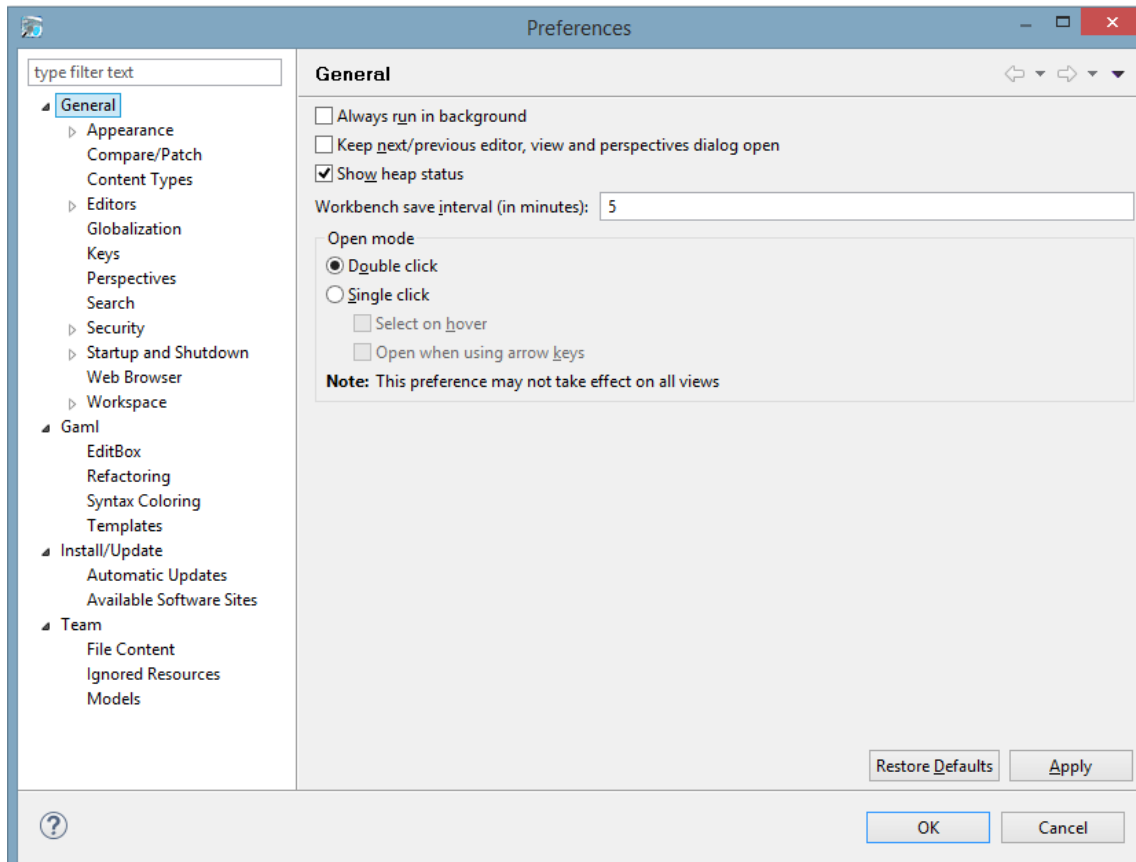 Preferences
type filter text
General
Appearance
Compare/Patch
Content Types
Editors
Globalization
Keys
Perspectives
Search
Security
Startup and Shutdown
Web Browser
Workspace
Gaml
EditBox
Refactoring
Syntax Coloring
Templates
Install/Update
Automatic Updates
Available Software Sites
Team
File Content
Ignored Resources
Models
General
Always run in background
Keep next/previous editor, view and perspectives dialog open
Show heap status
Workbench save interval (in minutes): 5
Open mode
Double click
Single click
Select on hover
Open when using arrow keys
Note: This preference may not take effect on all views
Restore Defaults Apply
? OK Cancel